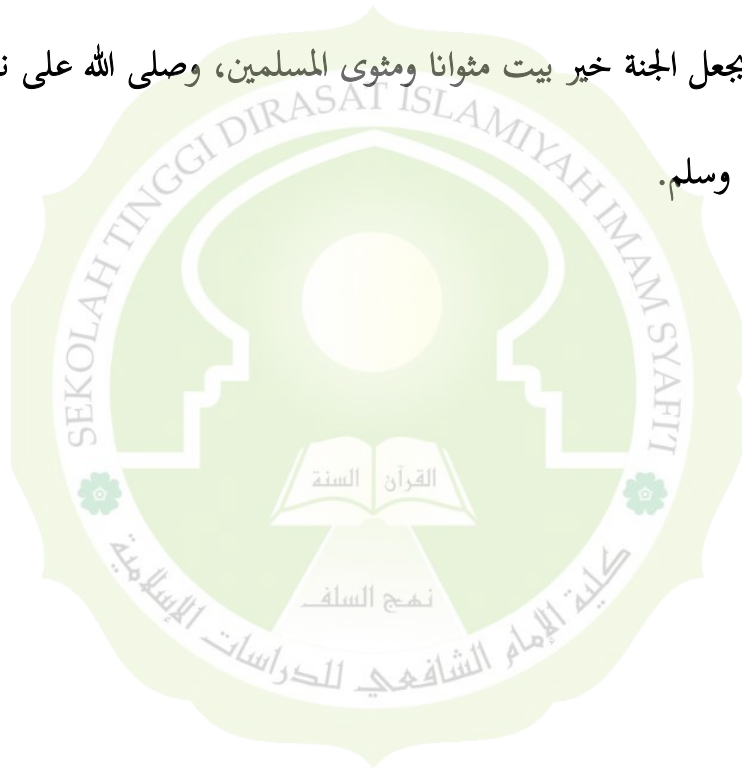 يجعل الجنة خير بيت مثوانا ومثوى المسلمين، وصلى الله على
وسلم.
SEKOLAH TINGGI DIRASAT ISLAMIYAH IMAM SYAFI'I
القرآن السنة
نهج السلف
كلية الإمام الشافعي للدراسات الإسلامية